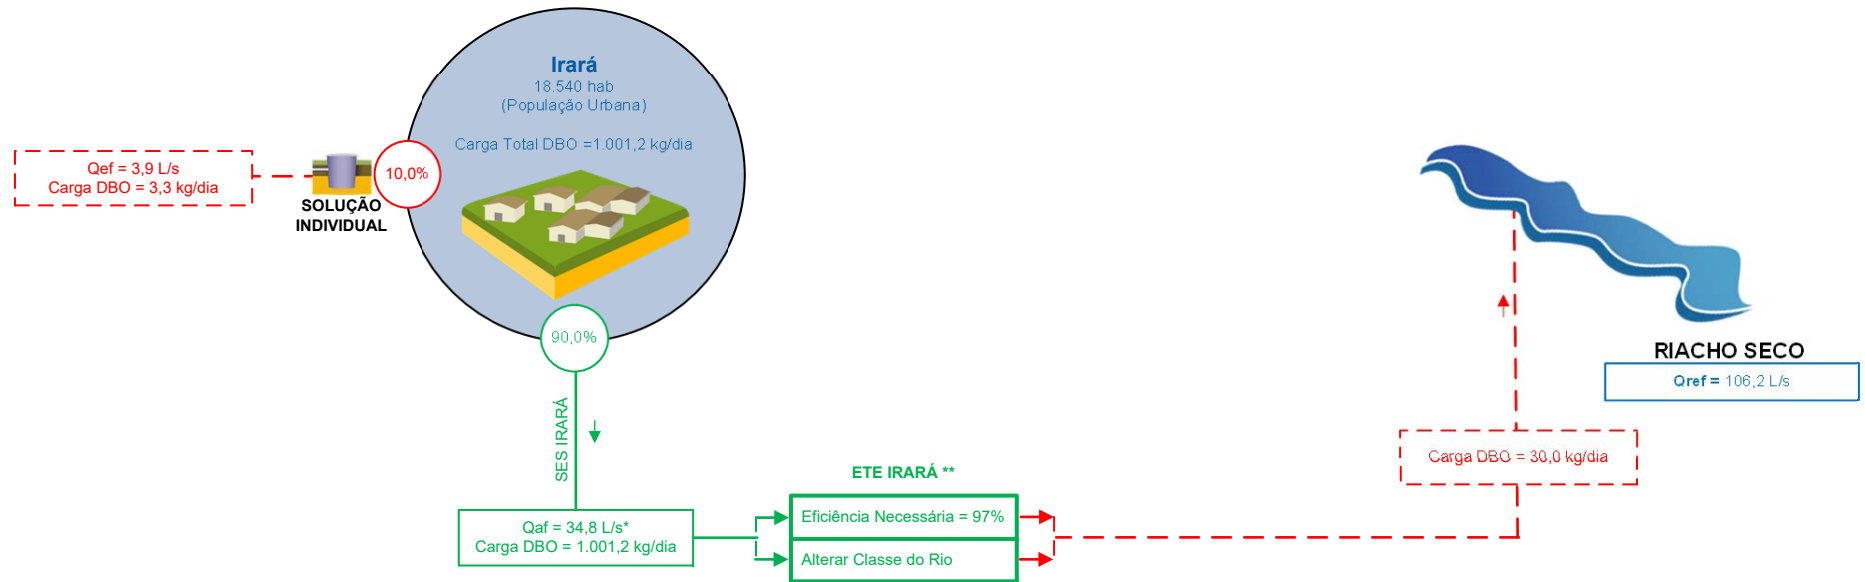 Irará
18.540 hab
(População Urbana)
Carga Total DBO =1.001,2 kg/dia
Qef = 3,9 L/s
Carga DBO = 3,3 kg/dia
10,0%
SOLUÇÃO
INDIVIDUAL
90,0%
SES IRARÁ
Qaf = 34,8 L/s*
Carga DBO = 1.001,2 kg/dia
ETE IRARÁ **
Eficiência Necessária = 97%
Alterar Classe do Rio
Carga DBO = 30,0 kg/dia
RIACHO SECO
Qref = 106,2 L/s